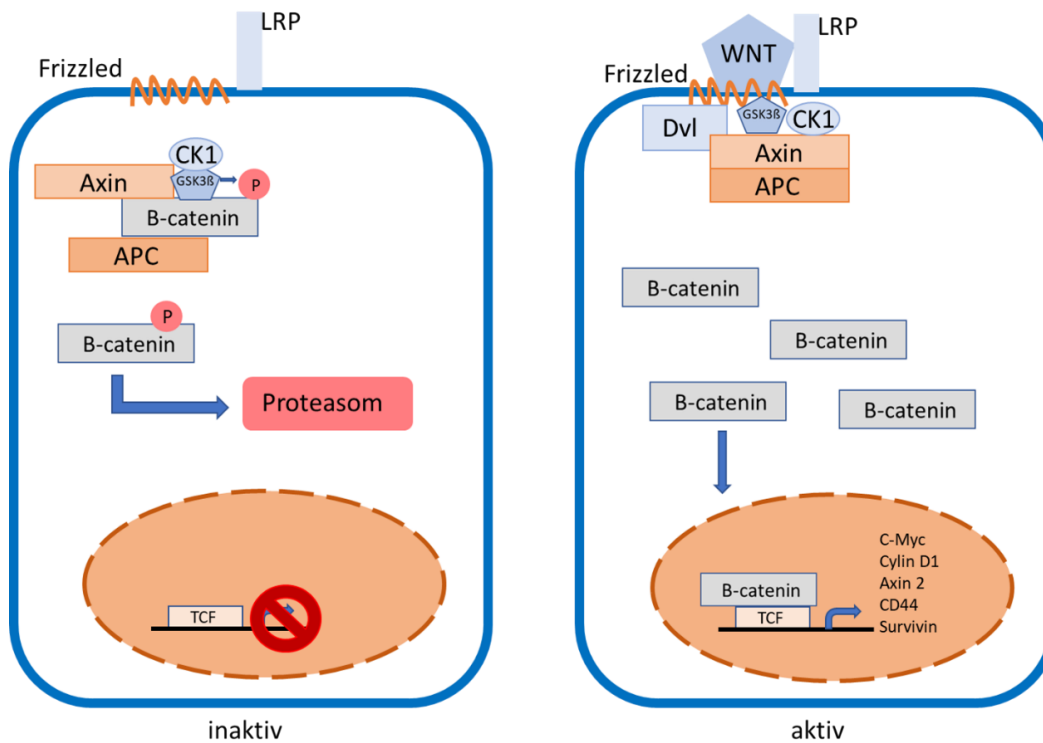 LRP
Frizzled
CK1
Axin
GSK3ß
P
B-catenin
APC
P
B-catenin
Proteasom
TCF
inaktiv
LRP
WNT
Frizzled
Dvl
GSK3ß
CK1
Axin
APC
B-catenin
B-catenin
B-catenin
B-catenin
C-Myc
Cylin D1
Axin 2
CD44
Survivin
B-catenin
TCF
aktiv